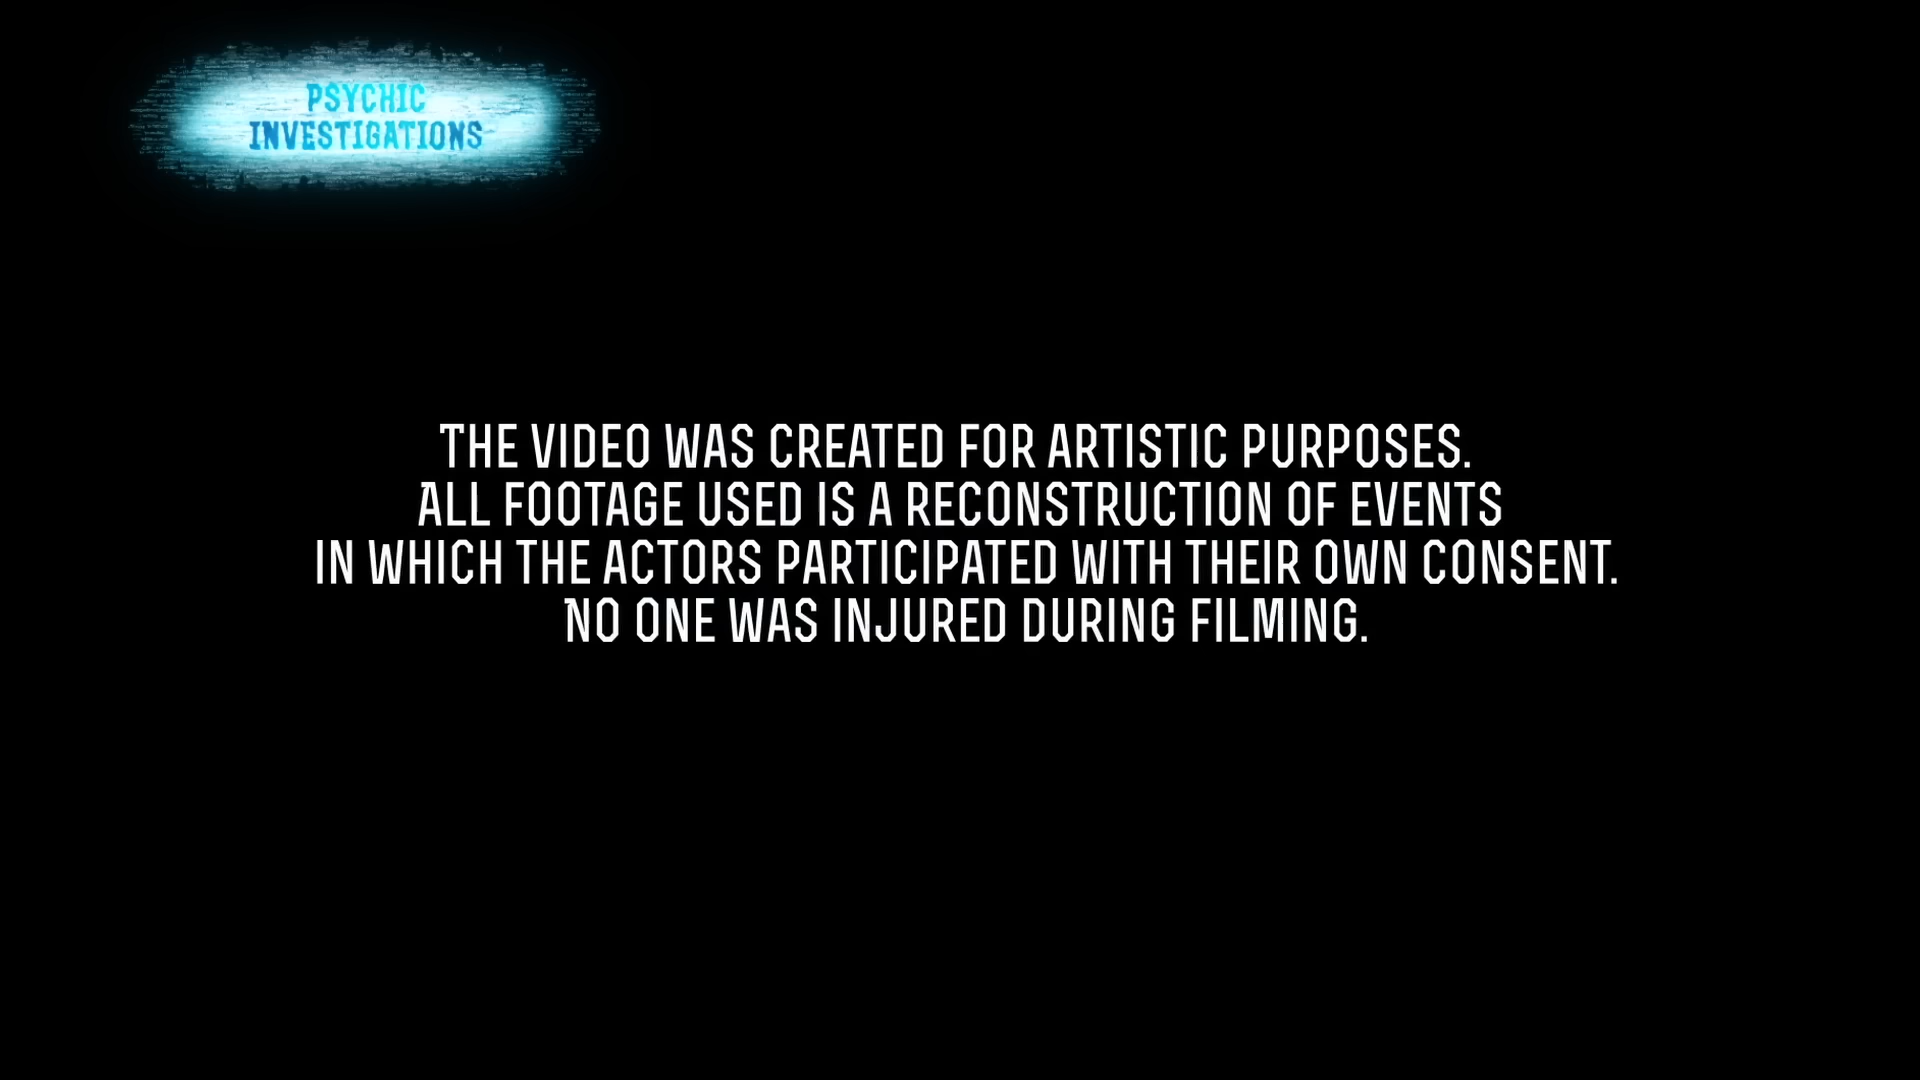 PSYCHIC
INVESTIGATIONS
THE VIDEO WAS CREATED FOR ARTISTIC PURPOSES.
ALL FOOTAGE USED IS A RECONSTRUCTION OF EVENTS
IN WHICH THE ACTORS PARTICIPATED WITH THEIR OWN CONSENT.
NO ONE WAS INJURED DURING FILMING.